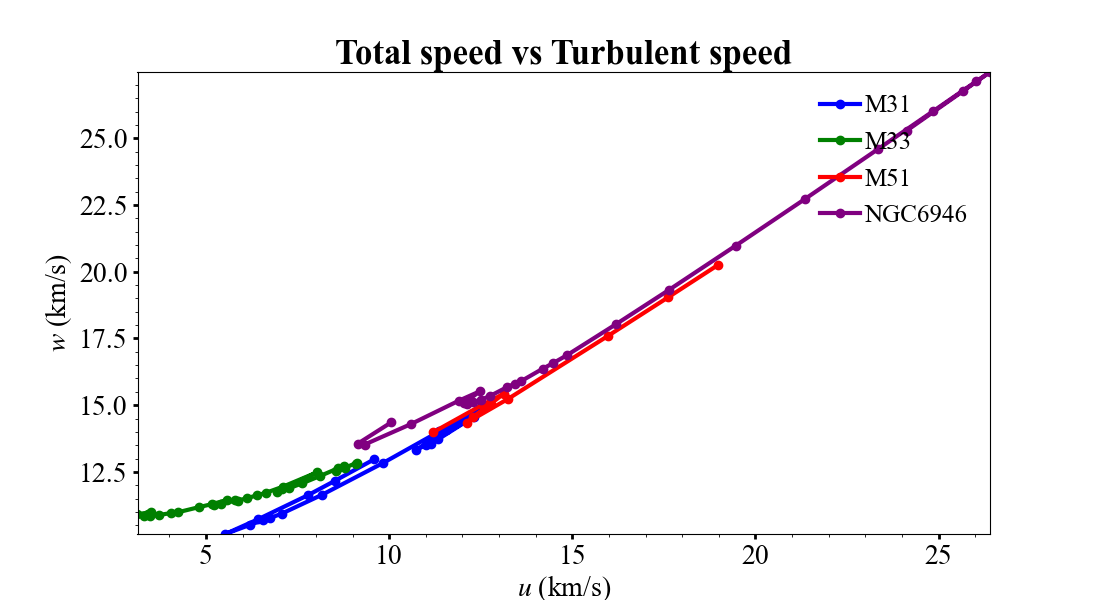 Total speed vs Turbulent speed
M31
M33
M51
NGC6946
25.0
22.5
20.0
17.5
15.0
12.5
w (km/s)
5
10
15
20
25
u (km/s)